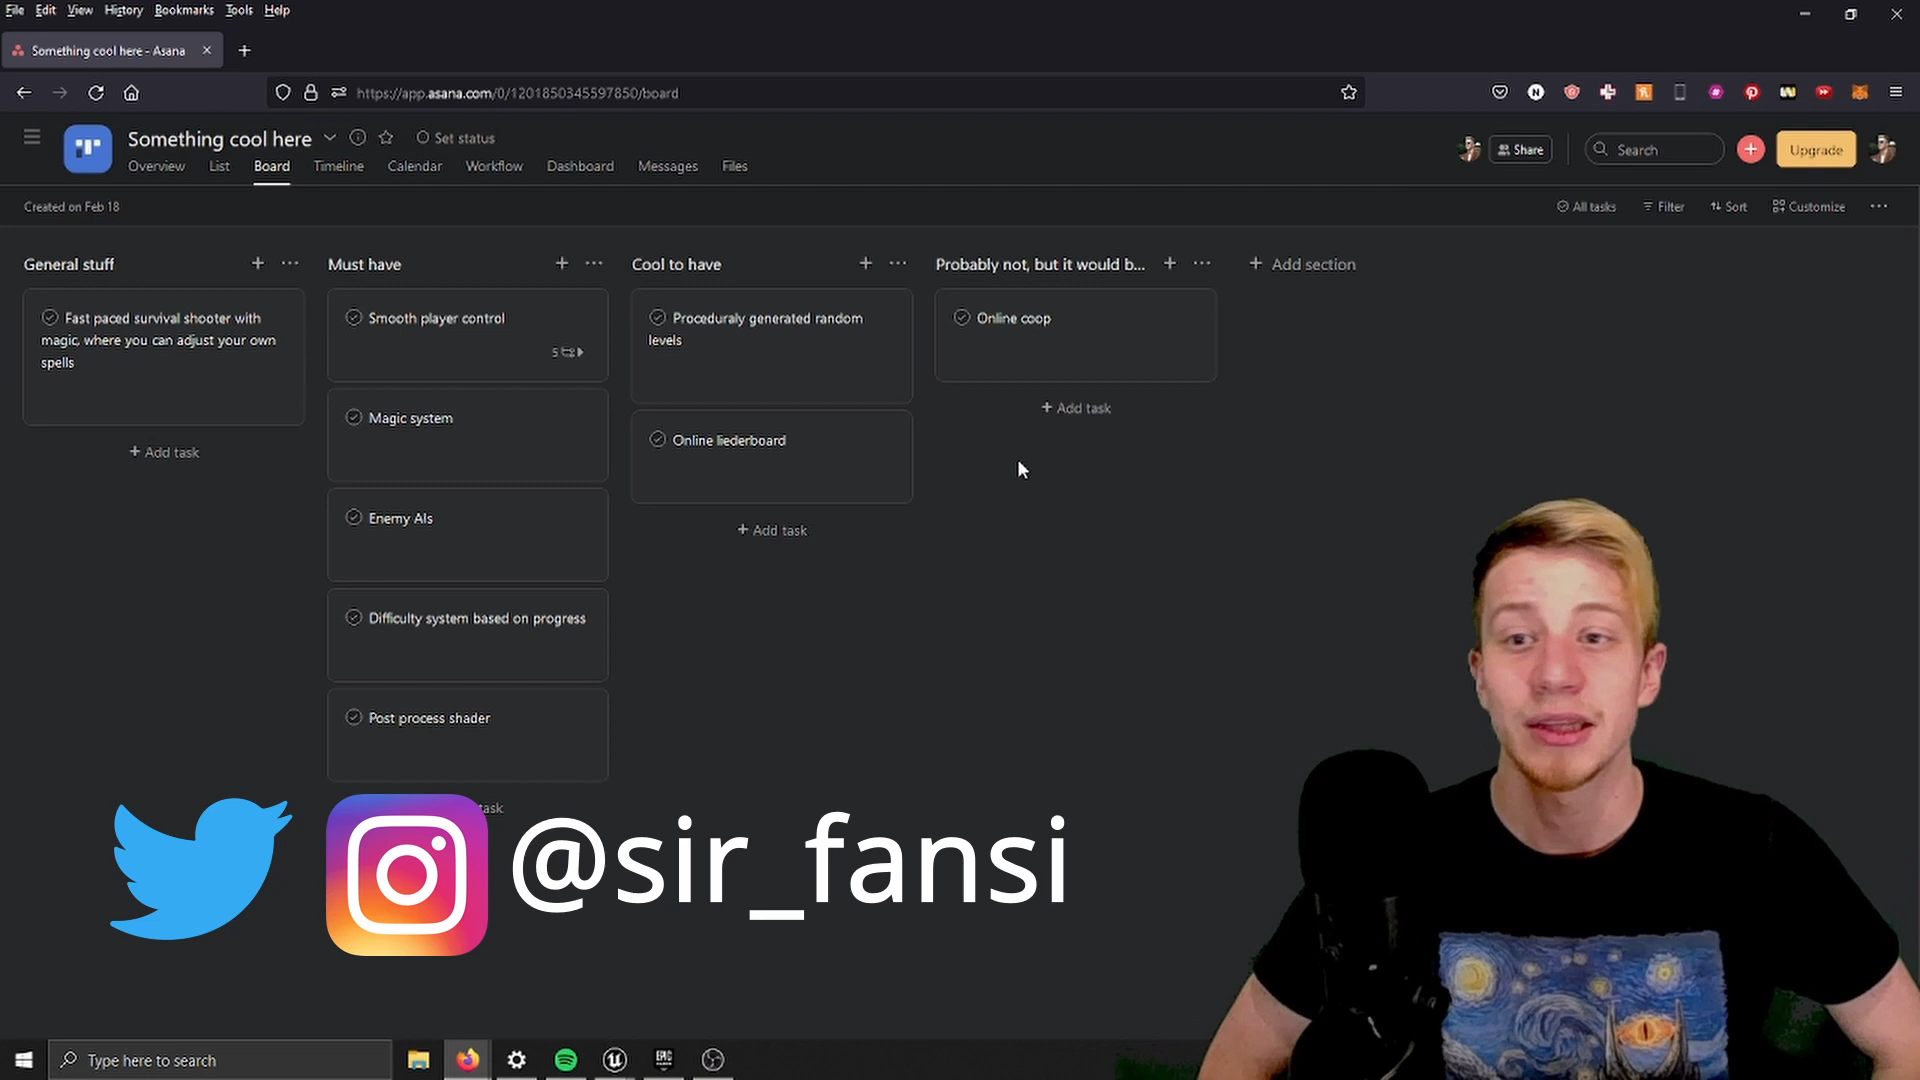 File Edit View History Bookmarks Tools Help
Something cool here - Asana
https://app.asana.com/0/1201850345597850/board
Something cool here
Set status
Overview List Board Timeline Calendar Workflow Dashboard Messages Files
Share
Search
Upgrade
Created on Feb 18
All tasks Filter Sort Customize
General stuff
Fast paced survival shooter with
magic, where you can adjust your own
spells
+ Add task
Must have
Smooth player control
5
Magic system
Enemy AIs
Difficulty system based on progress
Post process shader
task
Cool to have
Proceduraly generated random
levels
Online liederboard
+ Add task
Probably not, but it would b...
Online coop
+ Add task
+ Add section
@sir_fansi
Type here to search